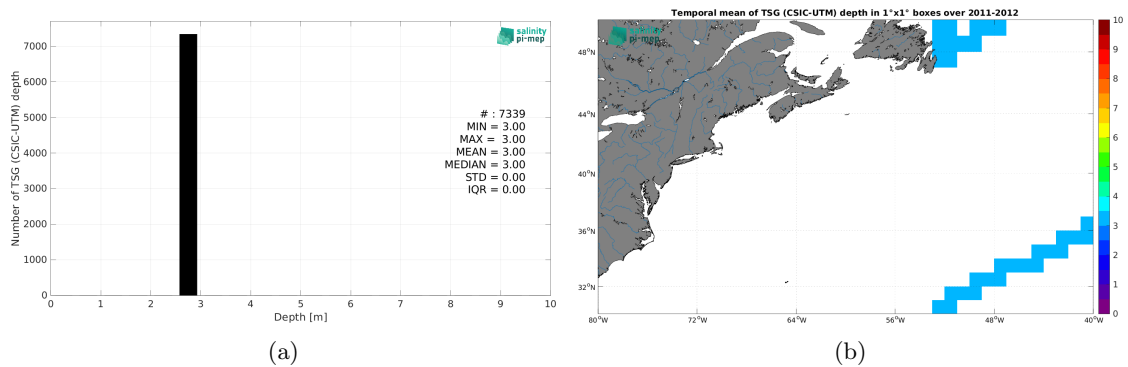 7000
6000
5000
4000
3000
2000
1000
0
Number of TSG (CSIC-UTM) depth
salinity
pi-mep
# : 7339
MIN = 3.00
MAX = 3.00
MEAN = 3.00
MEDIAN = 3.00
STD = 0.00
IQR = 0.00
0 1 2 3 4 5 6 7 8 9 10
Depth [m]
(a)
Temporal mean of TSG (CSIC-UTM) depth in 1°x1° boxes over 2011-2012
salinity
pi-mep
48°N
44°N
40°N
36°N
32°N
80°W 72°W 64°W 56°W 48°W 40°W
10
9
8
7
6
5
4
3
2
1
0
(b)